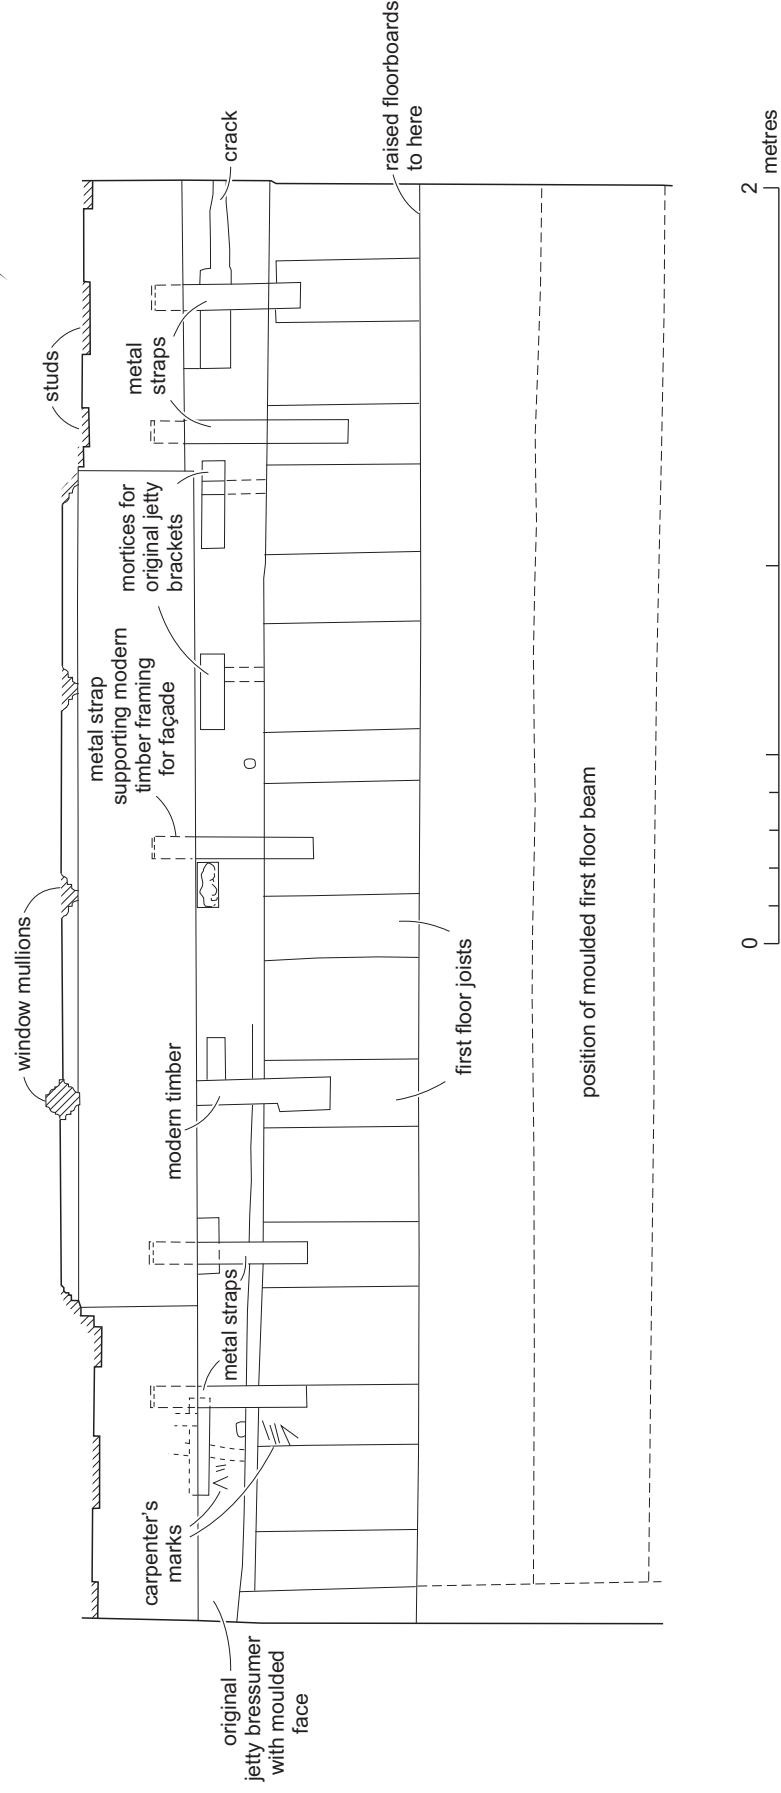 window mullions
studs
metal strap
supporting modern
timber framing
for façade
mortices for
original jetty
brackets
metal
straps
crack
raised floorboards
to here
carpenter's
marks
metal straps
modern timber
original
jetty bressumer
with moulded
face
first floor joists
position of moulded first floor beam
0
2
metres